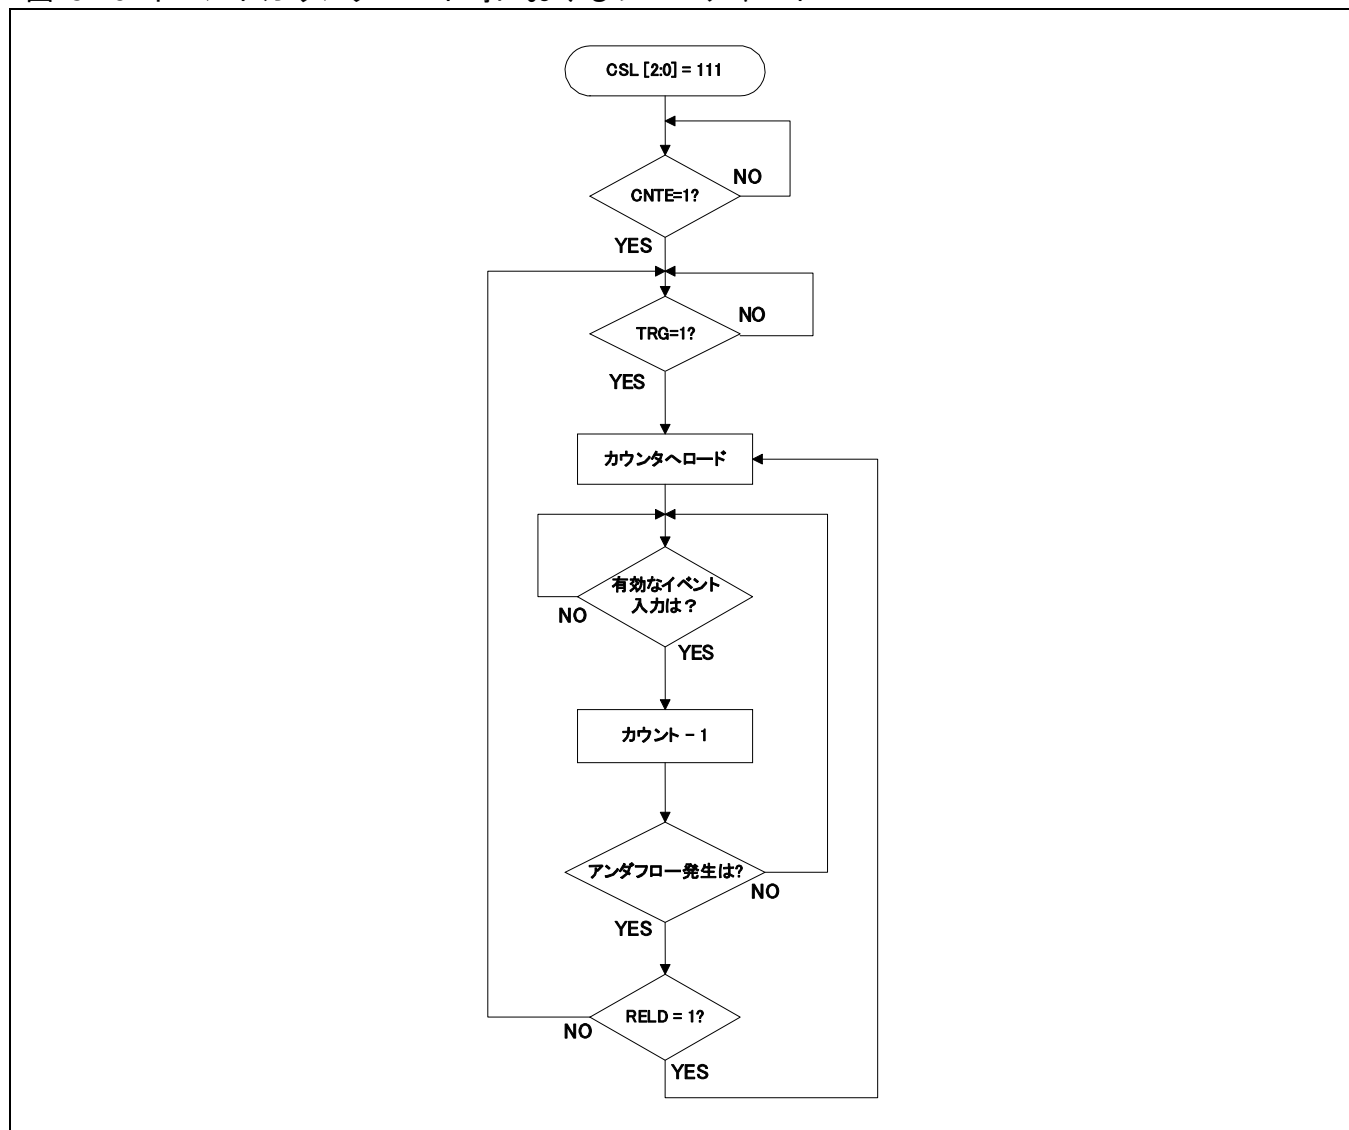 CSL [2:0] = 111
NO
CNTE=1?
YES
NO
TRG=1?
YES
カウンタへロード
有効なイベント
入力は？
NO
YES
カウント − 1
アンダフロー発生は?
NO
YES
RELD = 1?
NO
YES